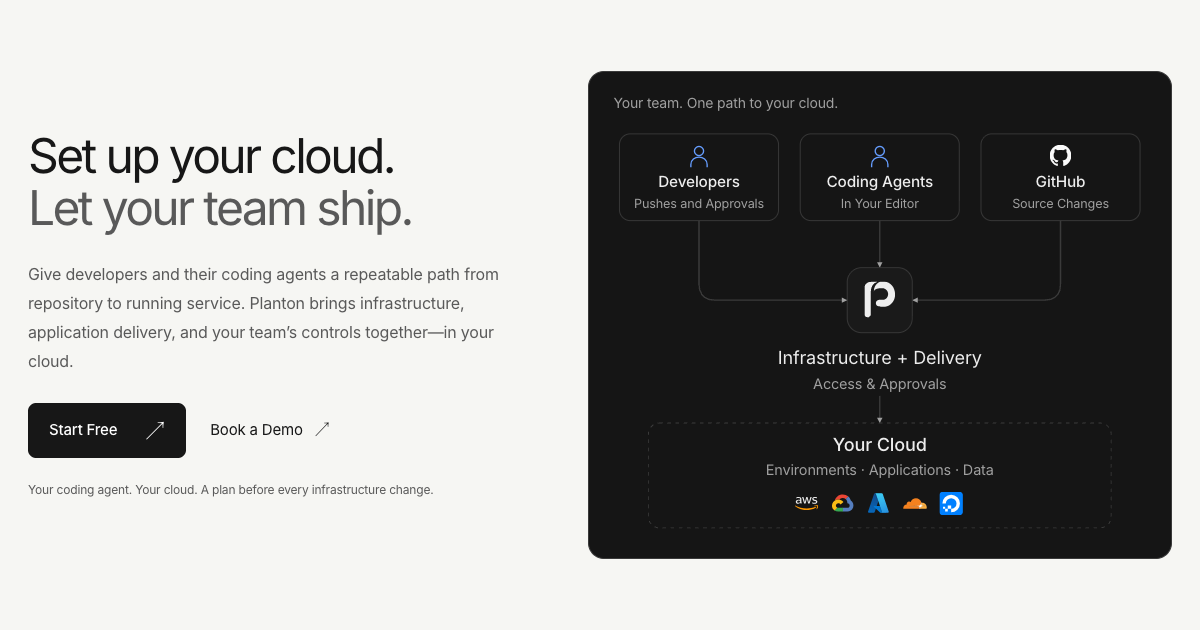 Set up your cloud.
Let your team ship.
Give developers and their coding agents a repeatable path from
repository to running service. Planton brings infrastructure,
application delivery, and your team’s controls together—in your
cloud.
Start Free
Book a Demo
Your coding agent. Your cloud. A plan before every infrastructure change.
Your team. One path to your cloud.
Developers
Pushes and Approvals
Coding Agents
In Your Editor
GitHub
Source Changes
Infrastructure + Delivery
Access & Approvals
Your Cloud
Environments · Applications · Data
aws